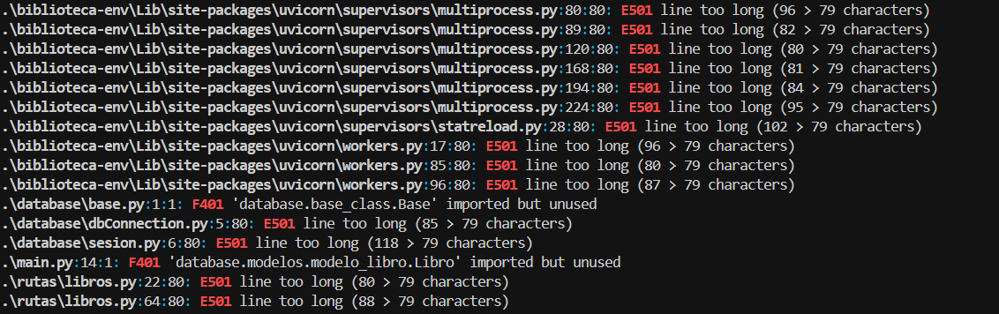 .\biblioteca-env\Lib\site-packages\uvicorn\supervisors\multiprocess.py:80:80: E501 line too long (96 > 79 characters)
.\biblioteca-env\Lib\site-packages\uvicorn\supervisors\multiprocess.py:89:80: E501 line too long (82 > 79 characters)
.\biblioteca-env\Lib\site-packages\uvicorn\supervisors\multiprocess.py:120:80: E501 line too long (80 > 79 characters)
.\biblioteca-env\Lib\site-packages\uvicorn\supervisors\multiprocess.py:168:80: E501 line too long (81 > 79 characters)
.\biblioteca-env\Lib\site-packages\uvicorn\supervisors\multiprocess.py:194:80: E501 line too long (84 > 79 characters)
.\biblioteca-env\Lib\site-packages\uvicorn\supervisors\multiprocess.py:224:80: E501 line too long (95 > 79 characters)
.\biblioteca-env\Lib\site-packages\uvicorn\supervisors\statreload.py:28:80: E501 line too long (102 > 79 characters)
.\biblioteca-env\Lib\site-packages\uvicorn\workers.py:17:80: E501 line too long (96 > 79 characters)
.\biblioteca-env\Lib\site-packages\uvicorn\workers.py:85:80: E501 line too long (80 > 79 characters)
.\biblioteca-env\Lib\site-packages\uvicorn\workers.py:96:80: E501 line too long (87 > 79 characters)
.\database\base.py:1:1: F401 'database.base_class.Base' imported but unused
.\database\dbConnection.py:5:80: E501 line too long (85 > 79 characters)
.\database\sesion.py:6:80: E501 line too long (118 > 79 characters)
.\main.py:14:1: F401 'database.modelos.modelo_libro.Libro' imported but unused
.\rutas\libros.py:22:80: E501 line too long (80 > 79 characters)
.\rutas\libros.py:64:80: E501 line too long (88 > 79 characters)